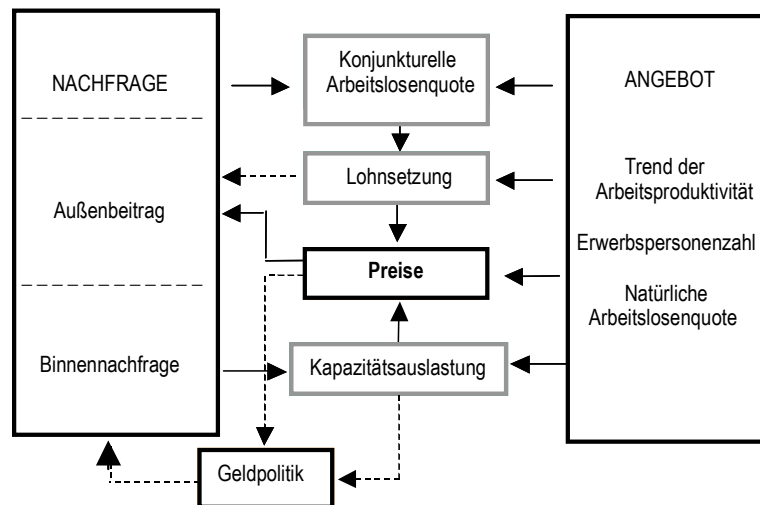 NACHFRAGE
Außenbeitrag
Binnennachfrage
Konjunkturelle
Arbeitslosenquote
Lohnsetzung
Preise
Kapazitätsauslastung
Geldpolitik
ANGEBOT
Trend der
Arbeitsproduktivität
Erwerbspersonenzahl
Natürliche
Arbeitslosenquote